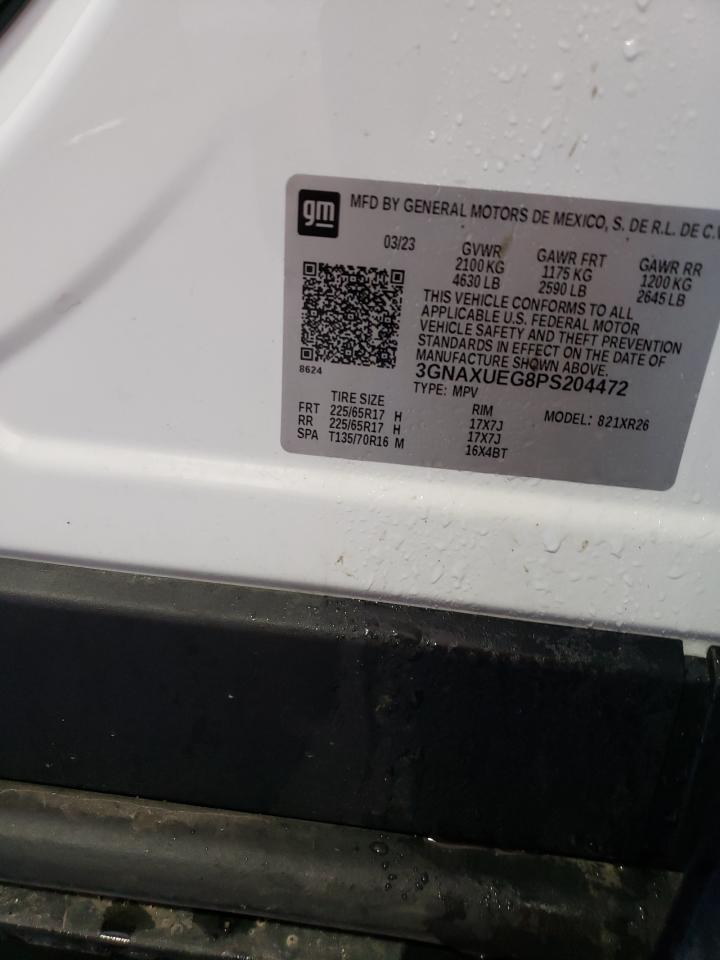 gm MFD BY GENERAL MOTORS DE MEXICO, S. DE R.L. DE C.V
03/23 GVWR GAWR FRT GAWR RR
2100 KG 1175 KG 1200 KG
4630 LB 2590 LB 2645 LB
THIS VEHICLE CONFORMS TO ALL
APPLICABLE U.S. FEDERAL MOTOR
VEHICLE SAFETY AND THEFT PREVENTION
STANDARDS IN EFFECT ON THE DATE OF
MANUFACTURE SHOWN ABOVE.
8624 3GNAXUEG8PS204472
TYPE: MPV
TIRE SIZE RIM MODEL: 821XR26
FRT 225/65R17 H 17X7J
RR 225/65R17 H 17X7J
SPA T135/70R16 M 16X4BT